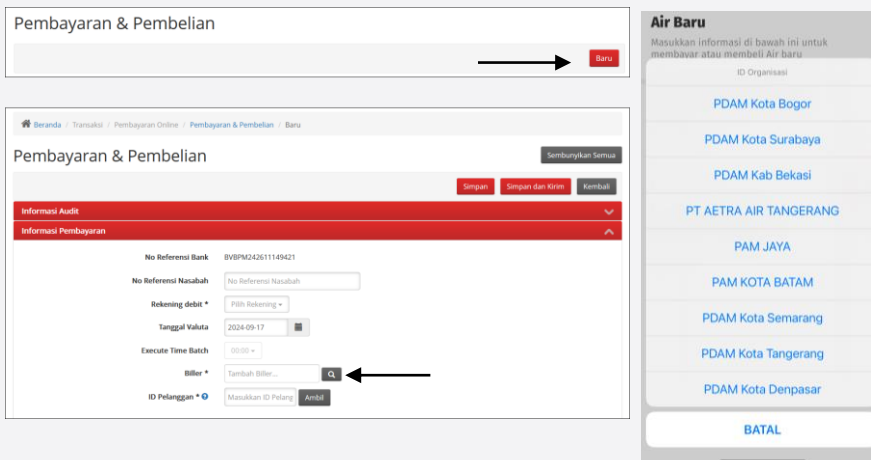 Pembayaran & Pembelian
Baru
Beranda / Transaksi / Pembayaran Online / Pembayaran & Pembelian / Baru
Pembayaran & Pembelian
Sembunyikan Semua
Simpan
Simpan dan Kirim
Kembali
Informasi Audit
Informasi Pembayaran
No Referensi Bank BVBPM242611149421
No Referensi Nasabah No Referensi Nasabah
Rekening debit * Pilih Rekening
Tanggal Valuta 2024-09-17
Execute Time Batch 00:00
Biller * Tambah Biller...
ID Pelanggan * Masukkan ID Pelang Ambil
Air Baru
Masukkan informasi di bawah ini untuk
membayar atau membeli Air baru
ID Organisasi
PDAM Kota Bogor
PDAM Kota Surabaya
PDAM Kab Bekasi
PT AETRA AIR TANGERANG
PAM JAYA
PAM KOTA BATAM
PDAM Kota Semarang
PDAM Kota Tangerang
PDAM Kota Denpasar
BATAL